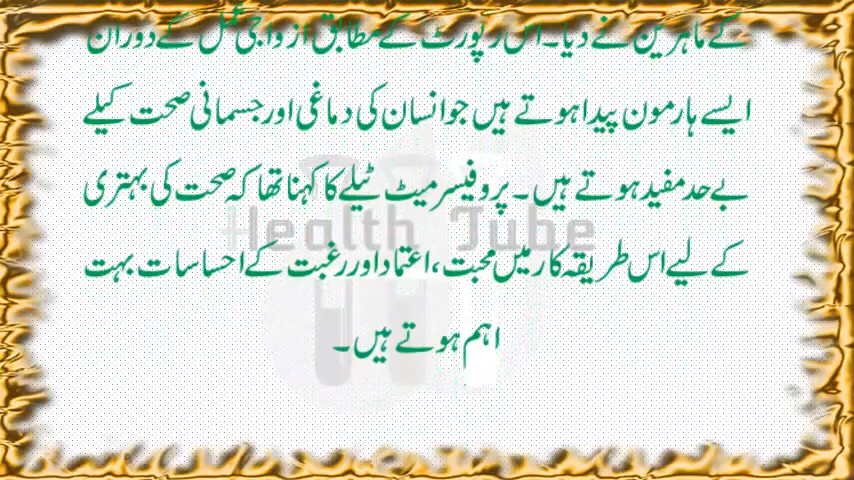 کے ماہرین نے دیا۔ اس رپورٹ کے مطابق ازدواجی عمل کے دوران
ایسے ہارمون پیدا ہوتے ہیں جو انسان کی دماغی اور جسمانی صحت کیلے
بے حد مفید ہوتے ہیں۔ پروفیسر میٹ ٹیلے کا کہنا تھا کہ صحت کی بہتری
Health Tube
کے لیے اس طریقہ کار میں محبت، اعتماد اور رغبت کے احساسات بہت
اہم ہوتے ہیں۔